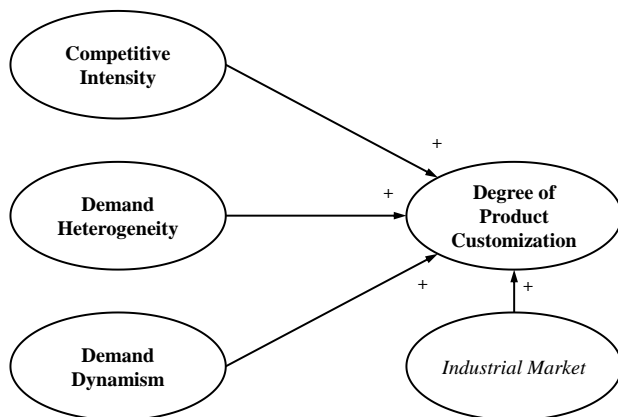 Competitive
Intensity
+
Demand
Heterogeneity
+
Degree of
Product
Customization
+
+
Demand
Dynamism
Industrial Market